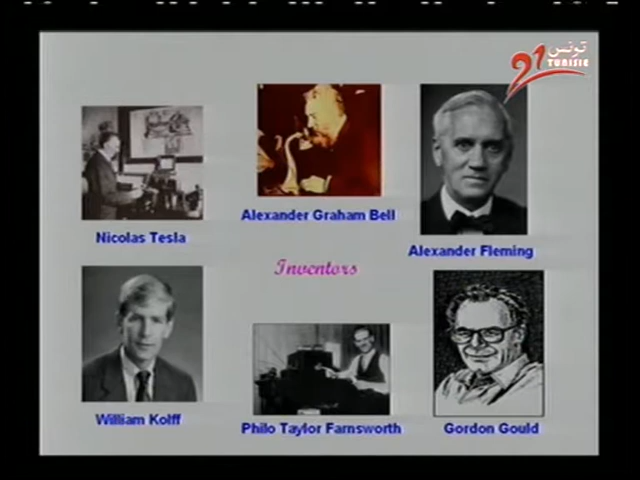 تونس
21
TUNISIE
Nicolas Tesla
Alexander Graham Bell
Alexander Fleming
Inventors
William Kolff
Philo Taylor Farnsworth
Gordon Gould